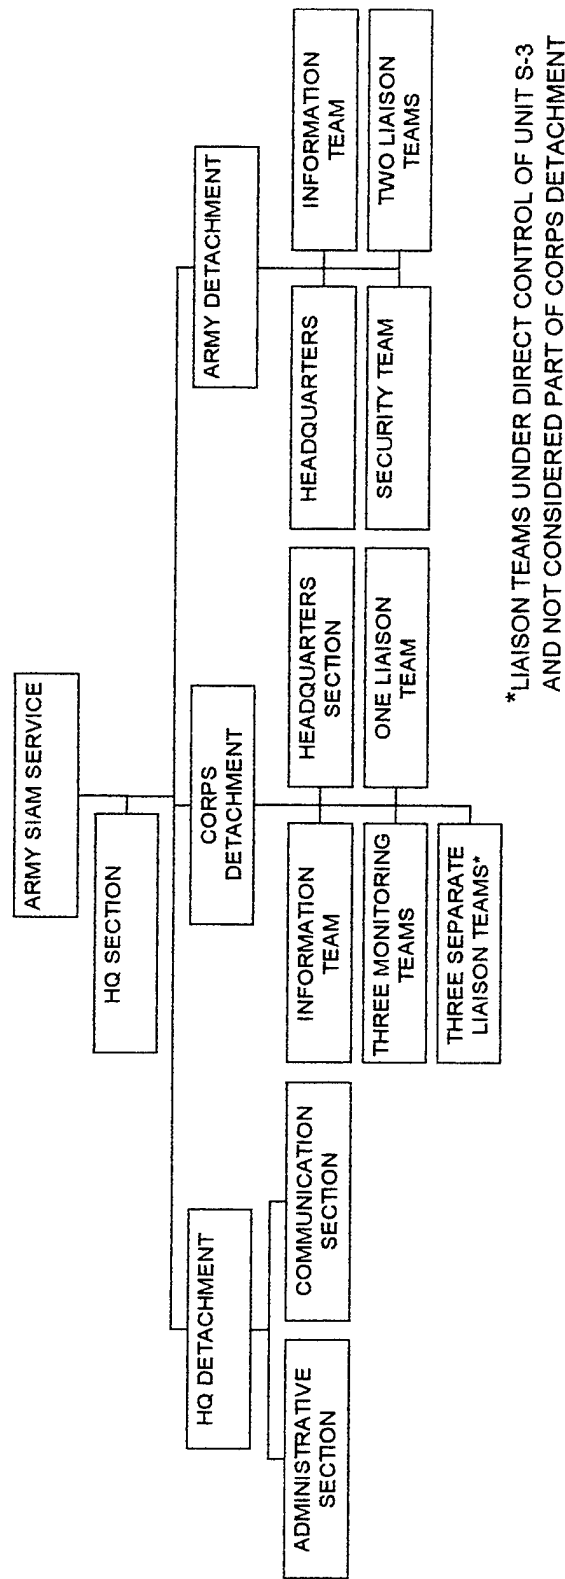 ARMY SIAM SERVICE
HQ SECTION
HQ DETACHMENT
CORPS
DETACHMENT
ARMY DETACHMENT
ADMINISTRATIVE
SECTION
COMMUNICATION
SECTION
INFORMATION
TEAM
HEADQUARTERS
SECTION
THREE MONITORING
TEAMS
ONE LIAISON
TEAM
THREE SEPARATE
LIAISON TEAMS*
HEADQUARTERS
INFORMATION
TEAM
SECURITY TEAM
TWO LIAISON
TEAMS
*LIAISON TEAMS UNDER DIRECT CONTROL OF UNIT S-3
AND NOT CONSIDERED PART OF CORPS DETACHMENT